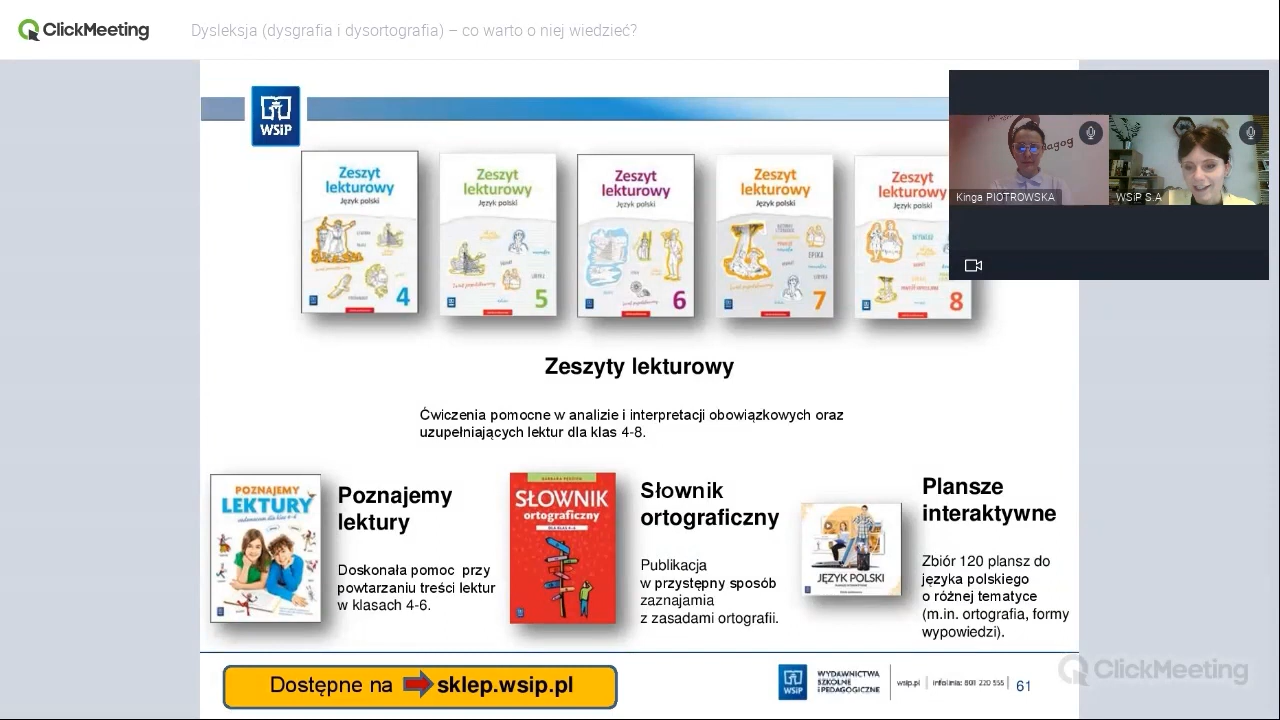 ClickMeeting
Dysleksja (dysgrafia i dysortografia) – co warto o niej wiedzieć?
WSiP
Zeszyt
lekturowy
Język polski
4
Zeszyt
lekturowy
Język polski
5
Zeszyt
lekturowy
Język polski
6
Zeszyt
lekturowy
Język polski
7
Zeszyt
lekturowy
Język polski
8
Kinga PIOTROWSKA
WSiP S.A
Zeszyty lekturowy
Ćwiczenia pomocne w analizie i interpretacji obowiązkowych oraz
uzupełniających lektur dla klas 4-8.
POZNAJEMY
LEKTURY
Poznajemy
lektury
Doskonała pomoc przy
powtarzaniu treści lektur
w klasach 4-6.
SŁOWNIK
ortograficzny
Słownik
ortograficzny
Publikacja
w przystępny sposób
zaznajamia
z zasadami ortografii.
JĘZYK POLSKI
Plansze
interaktywne
Zbiór 120 plansz do
języka polskiego
o różnej tematyce
(m.in. ortografia, formy
wypowiedzi).
Dostępne na sklep.wsip.pl
WSiP
WYDAWNICTWA
SZKOLNE
I PEDAGOGICZNE
wsip.pl | infolinia: 801 220 555 | 61
ClickMeeting